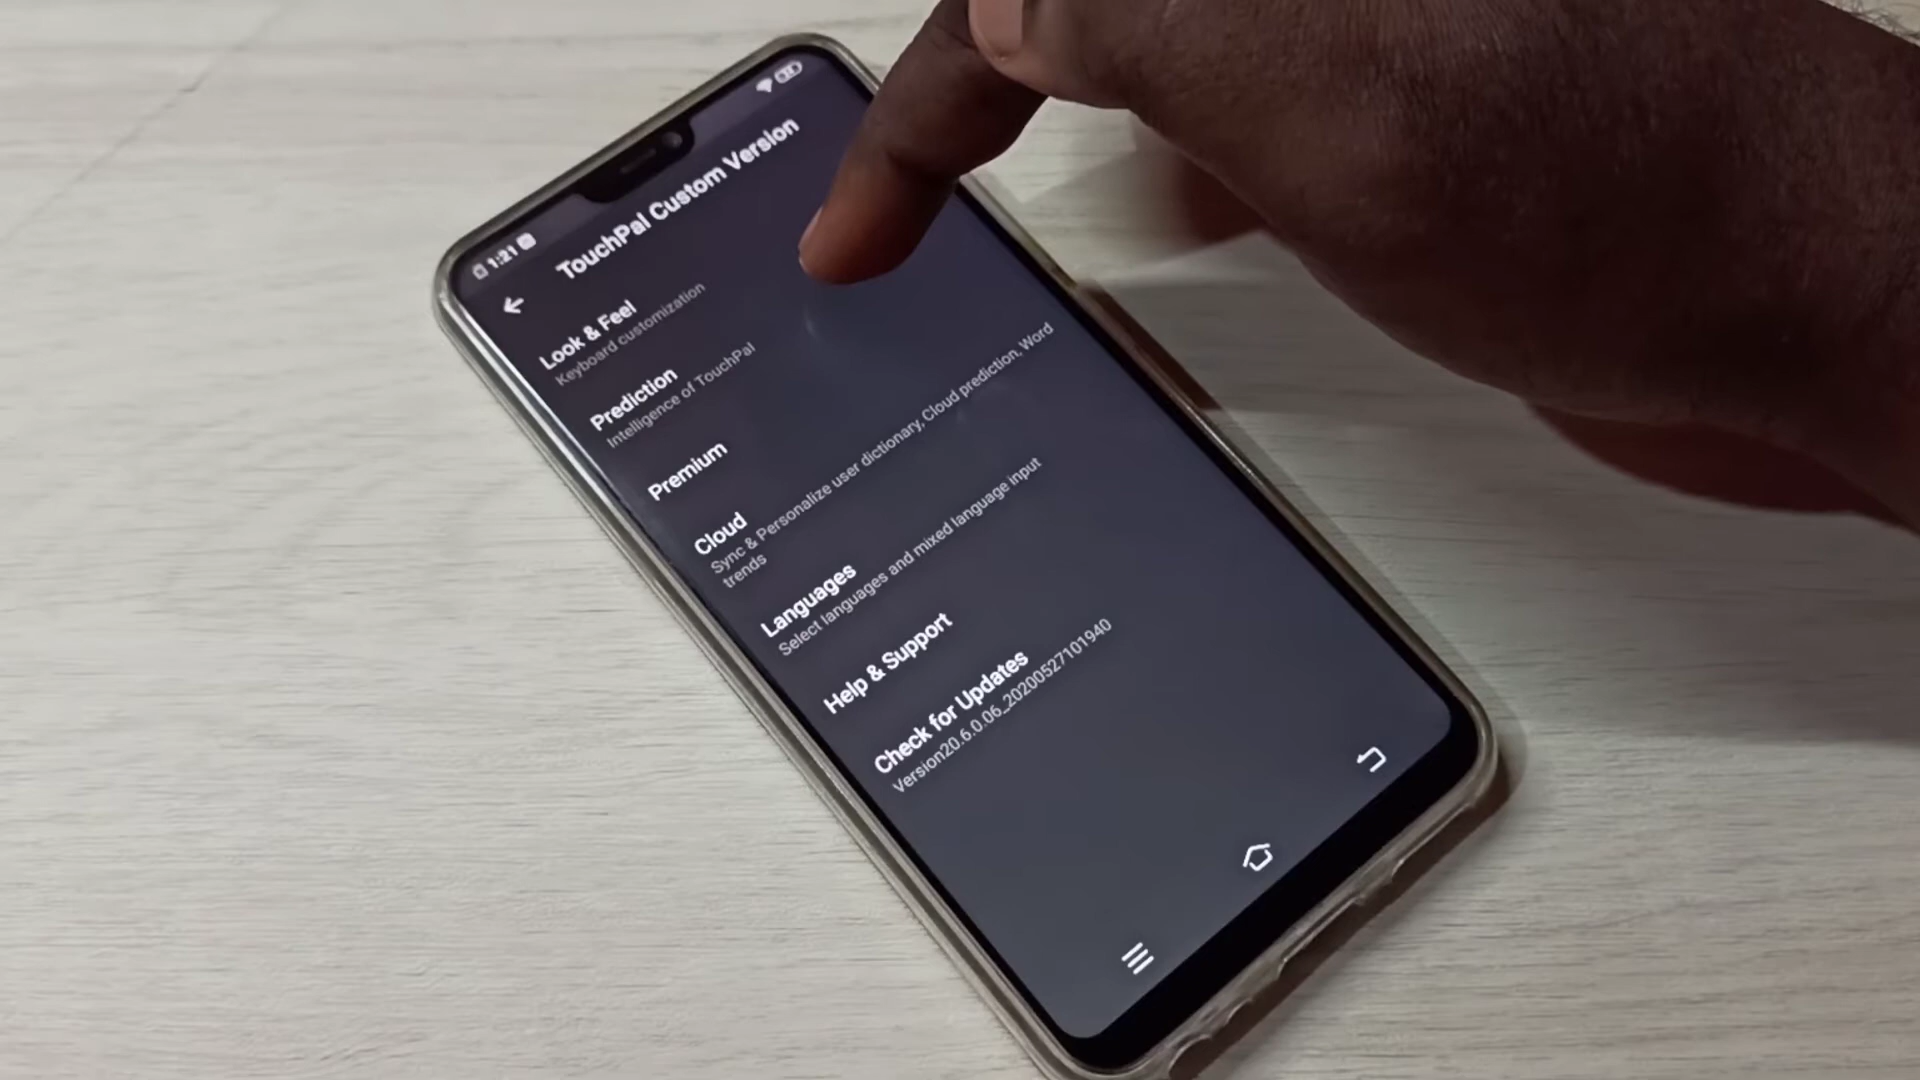 1:21
TouchPal Custom Version
Look & Feel
Keyboard customization
Prediction
Intelligence of TouchPal
Premium
Cloud
Sync & Personalize user dictionary, Cloud prediction, Word
trends
Languages
Select languages and mixed language input
Help & Support
Check for Updates
Version20.6.0.06_20200527101940